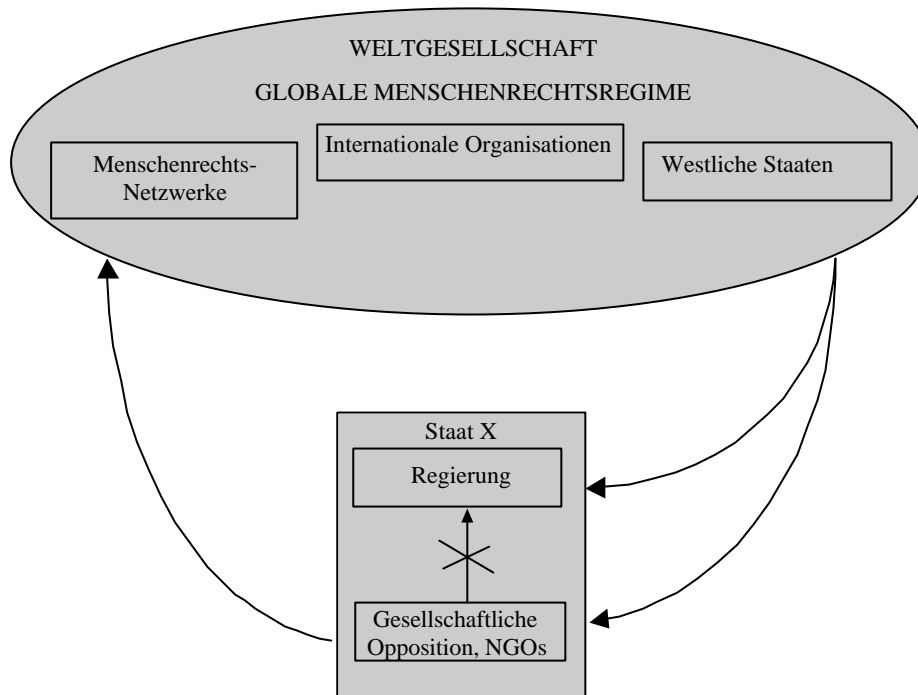 WELTGESELLSCHAFT
GLOBALE MENSCHENRECHTSREGIME
Menschenrechts-
Netzwerke
Internationale Organisationen
Westliche Staaten
Staat X
Regierung
Gesellschaftliche
Opposition, NGOs